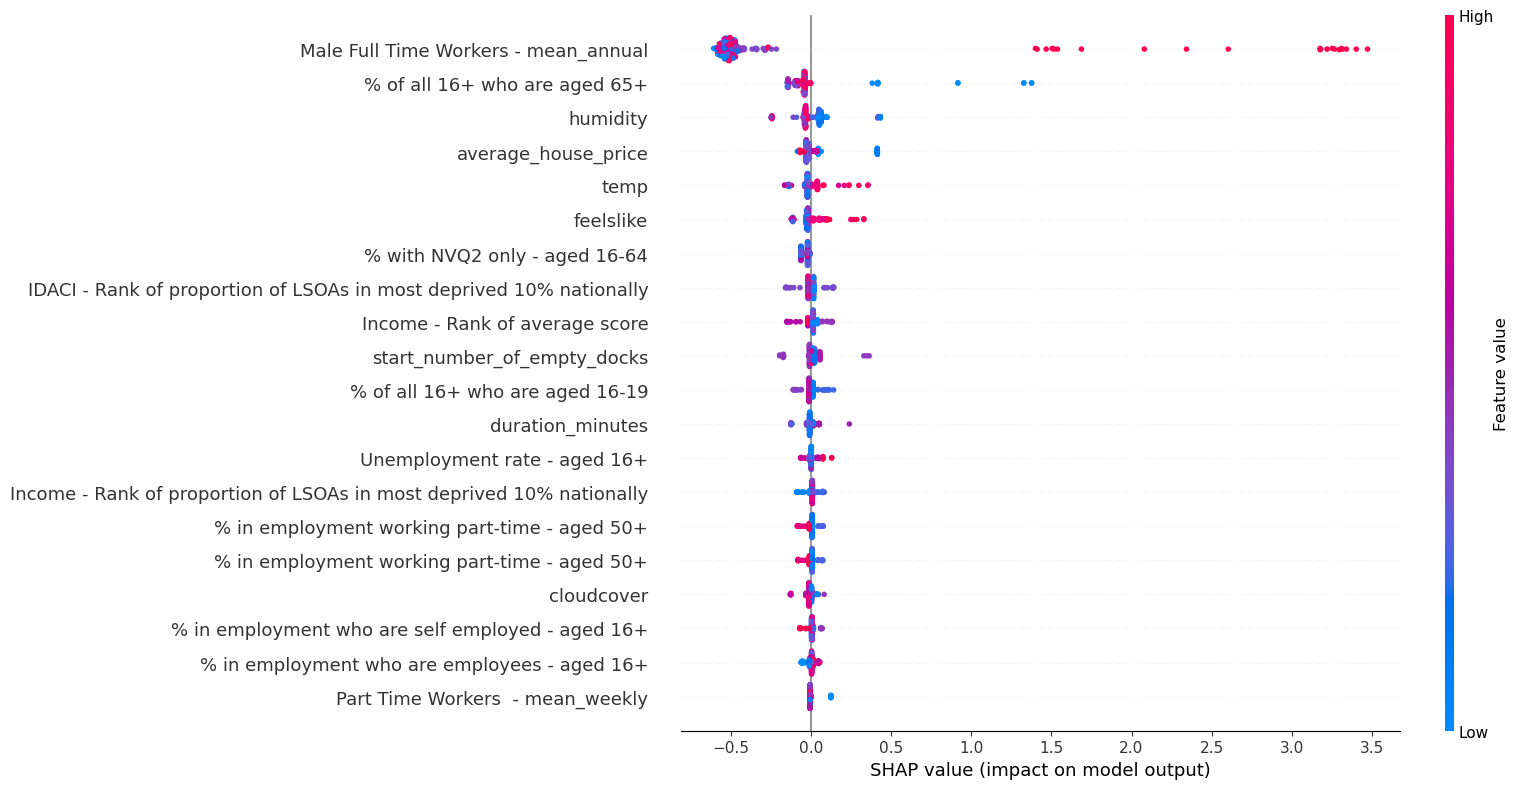 High
Male Full Time Workers - mean_annual
% of all 16+ who are aged 65+
humidity
average_house_price
temp
feelslike
% with NVQ2 only - aged 16-64
IDACI - Rank of proportion of LSOAs in most deprived 10% nationally
Income - Rank of average score
start_number_of_empty_docks
% of all 16+ who are aged 16-19
duration_minutes
Unemployment rate - aged 16+
Income - Rank of proportion of LSOAs in most deprived 10% nationally
% in employment working part-time - aged 50+
% in employment working part-time - aged 50+
cloudcover
% in employment who are self employed - aged 16+
% in employment who are employees - aged 16+
Part Time Workers  - mean_weekly
Feature value
Low
−0.5 0.0 0.5 1.0 1.5 2.0 2.5 3.0 3.5
SHAP value (impact on model output)